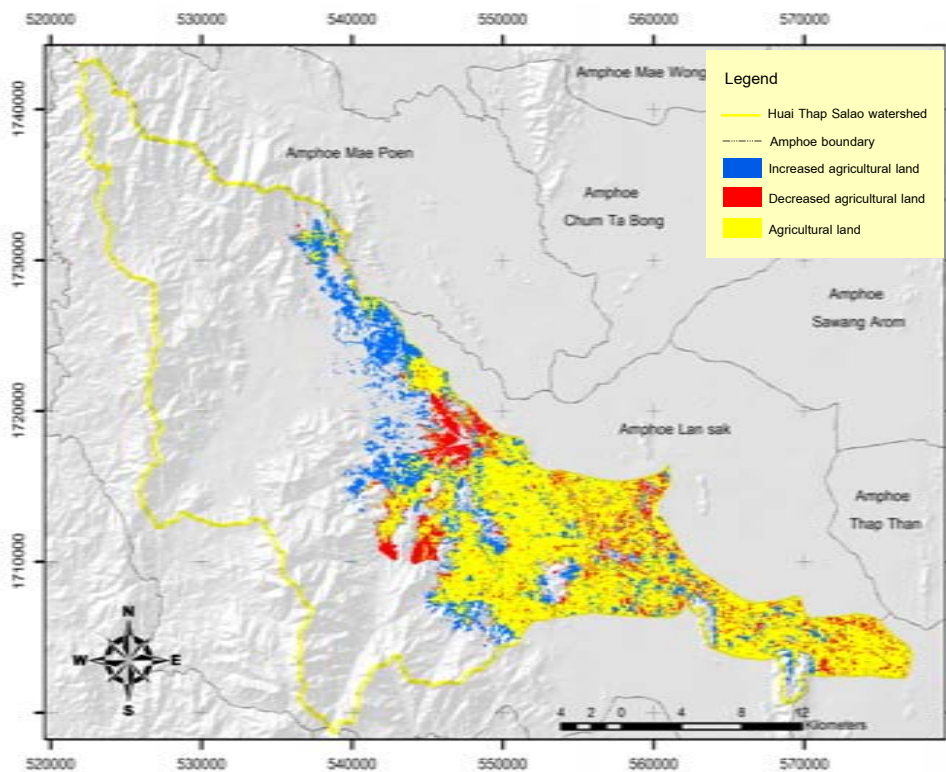 520000 530000 540000 550000 560000 570000
1740000
1730000
1720000
1710000
Amphoe Mae Wong
Amphoe Mae Poen
Amphoe
Chum Ta Bong
Amphoe
Sawang Arom
Amphoe Lan sak
Amphoe
Thap Than
Legend
Huai Thap Salao watershed
Amphoe boundary
Increased agricultural land
Decreased agricultural land
Agricultural land
N
W E
S
4 2 0 4 8 12
Kilometers
520000 530000 540000 550000 560000 570000